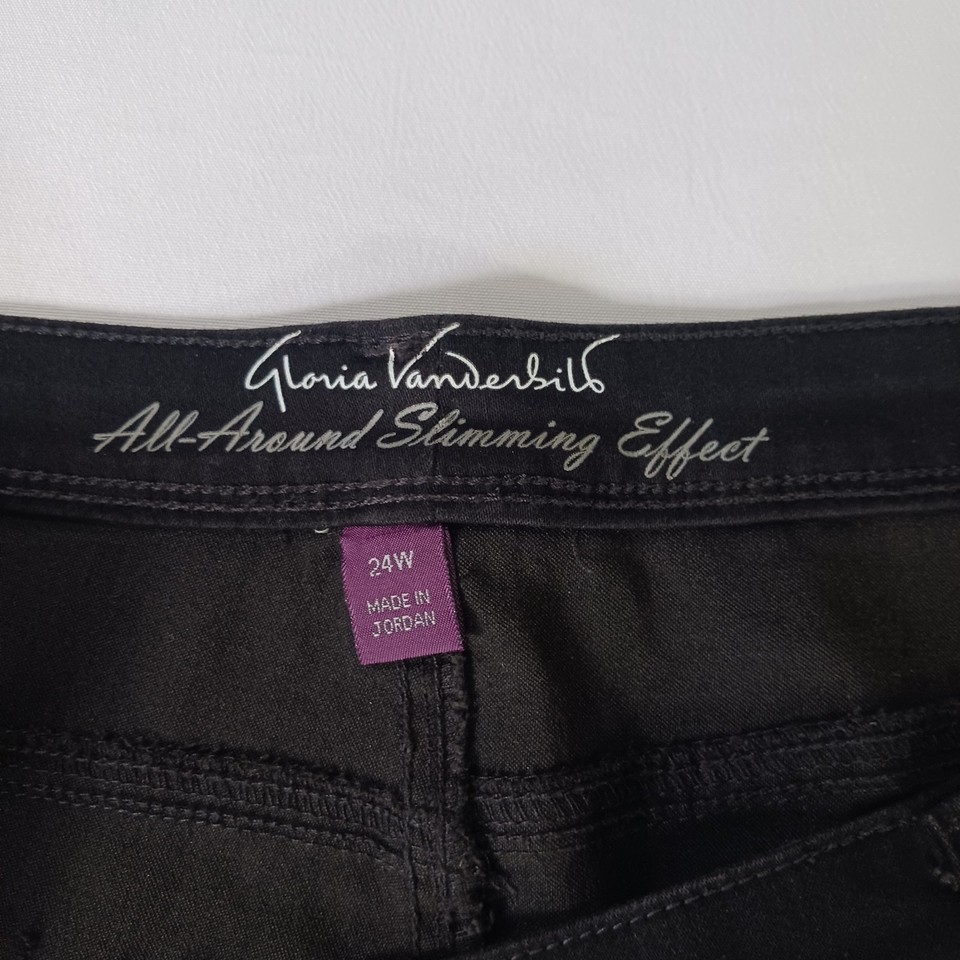 Gloria Vanderbilt
All-Around Slimming Effect
24W
MADE IN
JORDAN